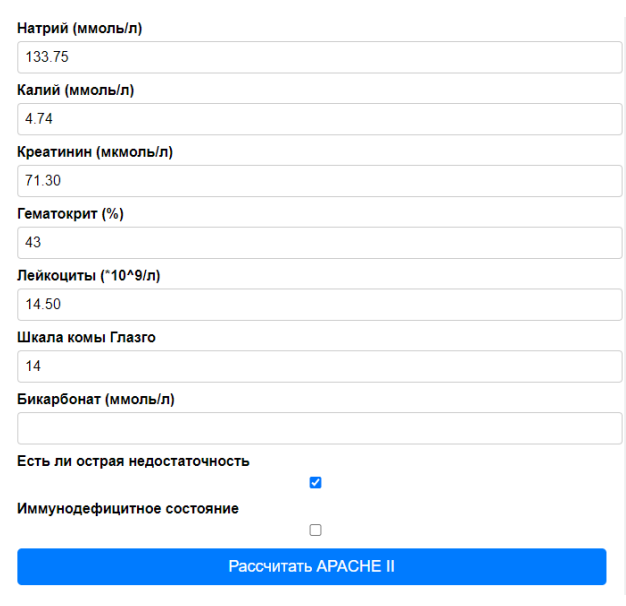 Натрий (ммоль/л)
133.75
Калий (ммоль/л)
4.74
Креатинин (мкмоль/л)
71.30
Гематокрит (%)
43
Лейкоциты (*10^9/л)
14.50
Шкала комы Глазго
14
Бикарбонат (ммоль/л)
Есть ли острая недостаточность
Иммунодефицитное состояние
Рассчитать APACHE II